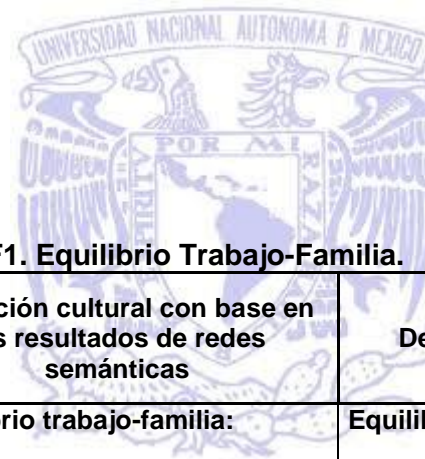 UNIVERSIDAD NACIONAL AUTONOMA D MEXICO
POR MI RAZA
1. Equilibrio Trabajo-Familia.
ción cultural con base en
s resultados de redes De
semánticas
rio trabajo-familia: Equilib